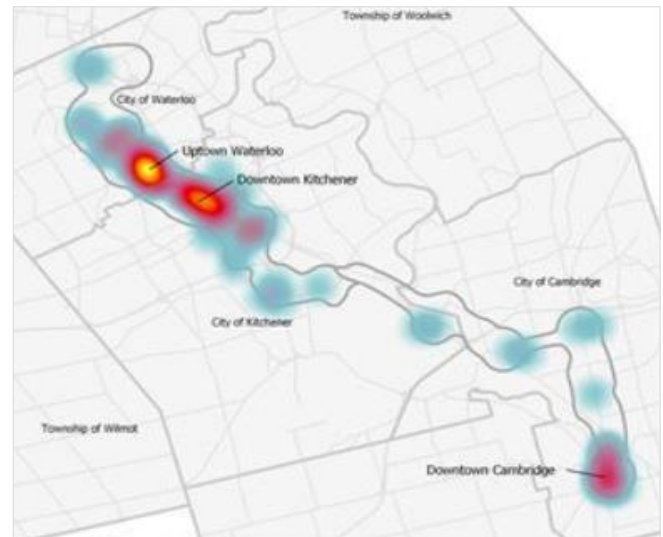 Township of Woolwich
City of Waterloo
Uptown Waterloo
Downtown Kitchener
City of Cambridge
City of Kitchener
Township of Wilmot
Downtown Cambridge